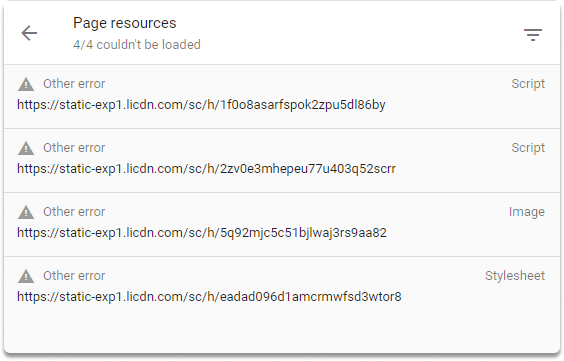 Page resources
4/4 couldn't be loaded
Other error Script
https://static-exp1.licdn.com/sc/h/1f0o8asarfspok2zpu5dl86by
Other error Script
https://static-exp1.licdn.com/sc/h/2zv0e3mhepeu77u403q52scrr
Other error Image
https://static-exp1.licdn.com/sc/h/5q92mjc5c51bjlwaj3rs9aa82
Other error Stylesheet
https://static-exp1.licdn.com/sc/h/eadad096d1amcrmwfsd3wtor8